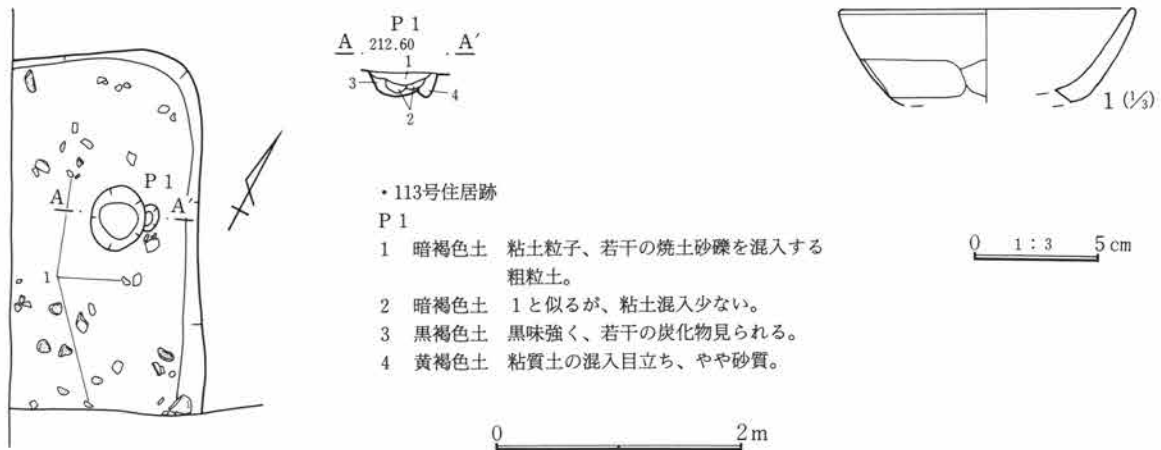 P 1
A 212.60 A′
1
3
4
2
1 (1/3)
P 1
A
A′
1
・113号住居跡
P 1
1 暗褐色土 粘土粒子、若干の焼土砂礫を混入する
粗粒土。
2 暗褐色土 1と似るが、粘土混入少ない。
3 黒褐色土 黒味強く、若干の炭化物見られる。
4 黄褐色土 粘質土の混入目立ち、やや砂質。
0 1:3 5cm
0 2m